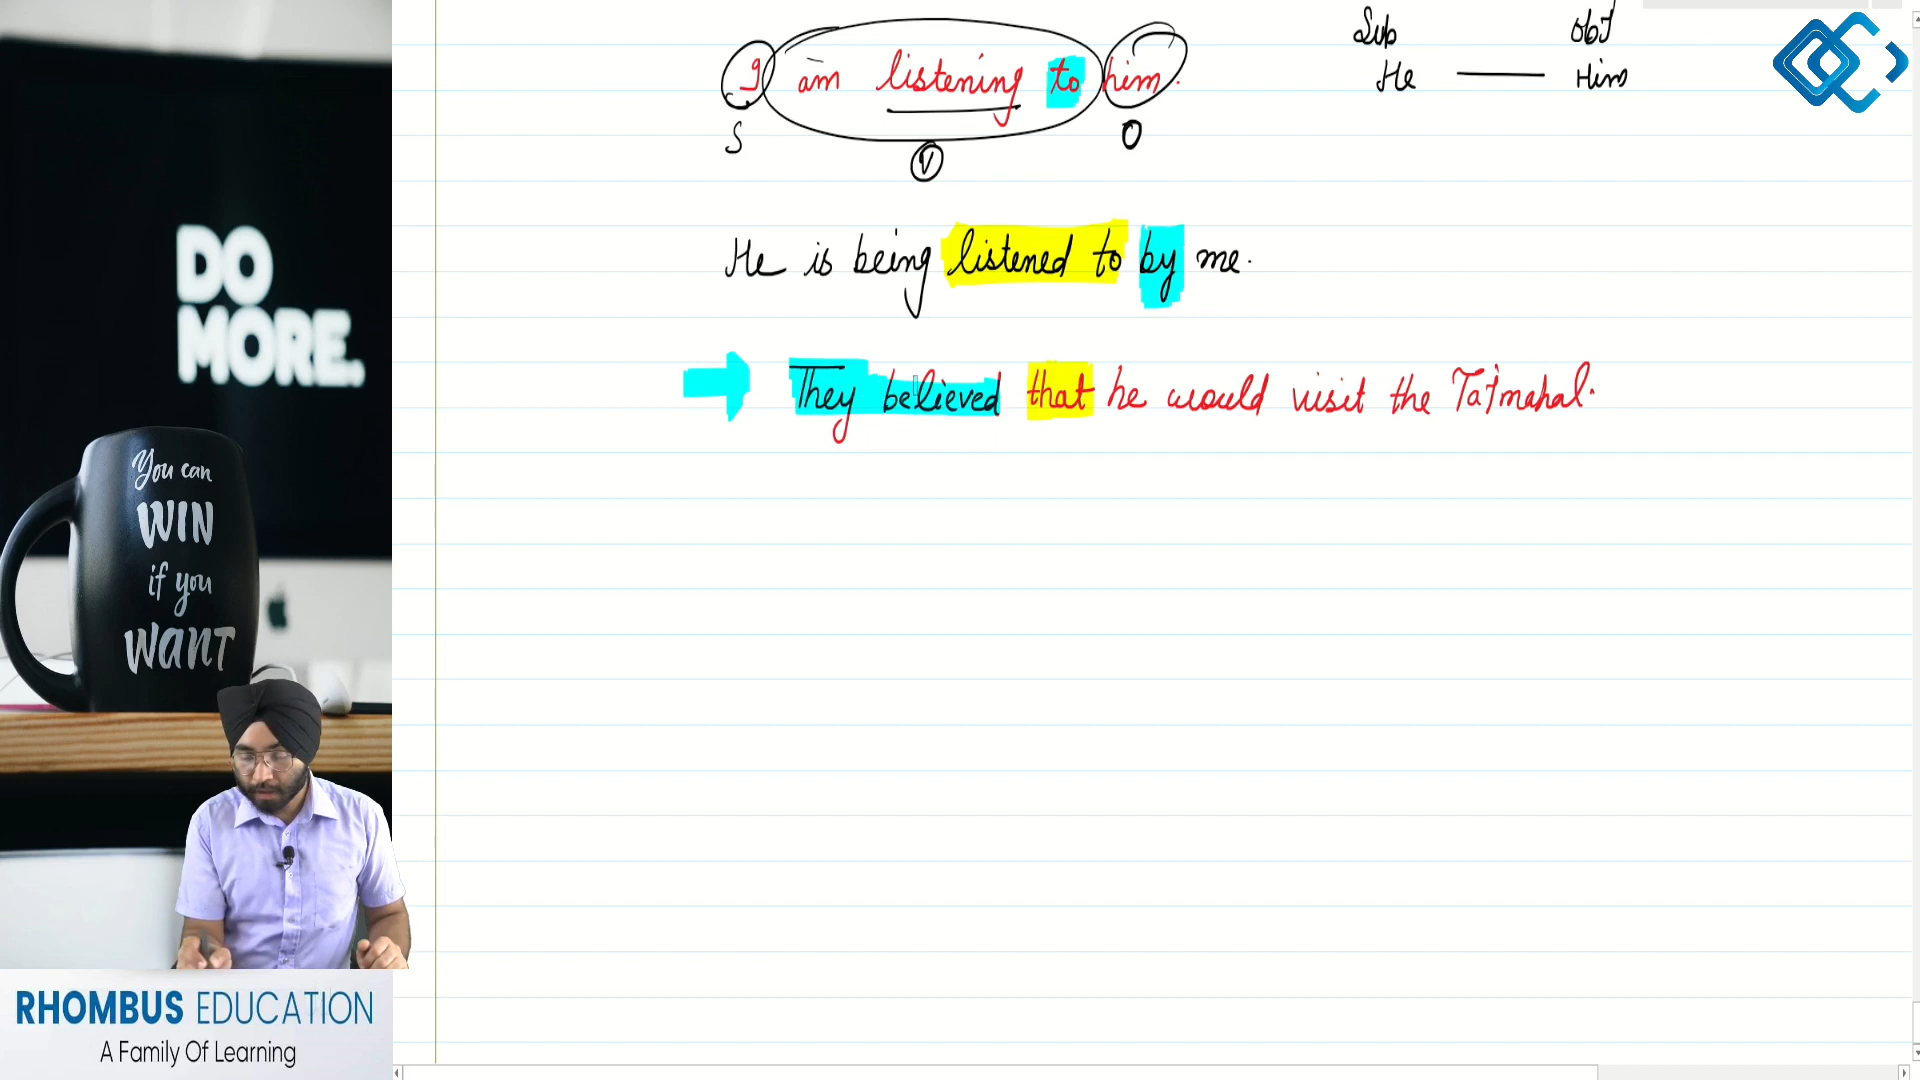 Sub obj
I am listening to him.
He Him
S
V
O
He is being listened to by me.
They believed that he would visit the Tajmahal.
DO
MORE.
You can
WIN
if you
WANT
RHOMBUS EDUCATION
A Family Of Learning